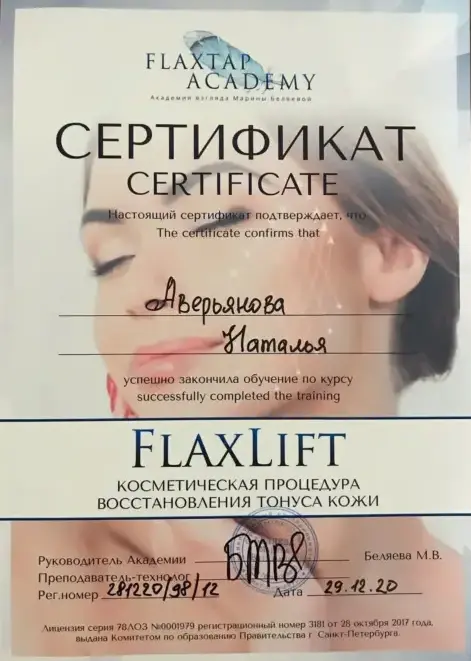 FLAXTAP
ACADEMY
Академия взгляда Марины Беляевой
СЕРТИФИКАТ
CERTIFICATE
Настоящий сертификат подтверждает, что
The certificate confirms that
Аверьянова
Наталья
успешно закончила обучение по курсу
successfully completed the training
FLAXLIFT
КОСМЕТИЧЕСКАЯ ПРОЦЕДУРА
ВОССТАНОВЛЕНИЯ ТОНУСА КОЖИ
Руководитель Академии Беляева М.В.
Преподаватель-технолог
Рег.номер 281220/98/12 Дата 29.12.20
Лицензия серия 78ЛО3 №0001979 регистрационный номер 3181 от 28 октября 2017 года,
выдана Комитетом по образованию Правительства г Санкт-Петербурга.